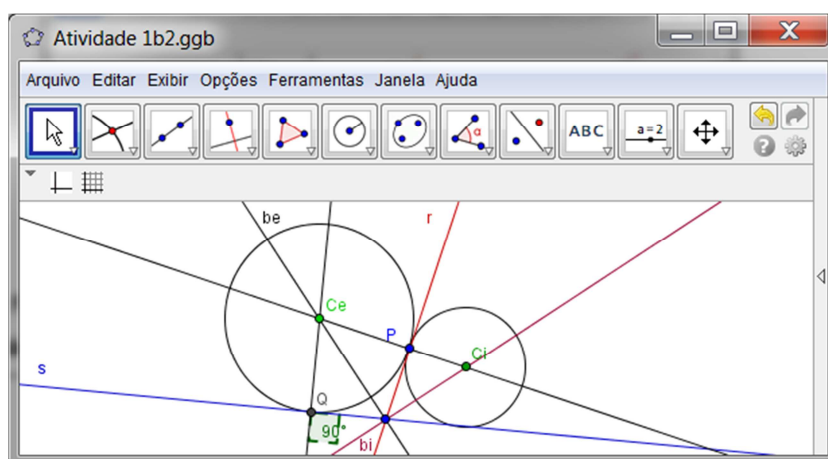 Atividade 1b2.ggb
Arquivo Editar Exibir Opções Ferramentas Janela Ajuda
ABC
a=2
α
be
r
Ce
P
Ci
s
Q
90°
bi